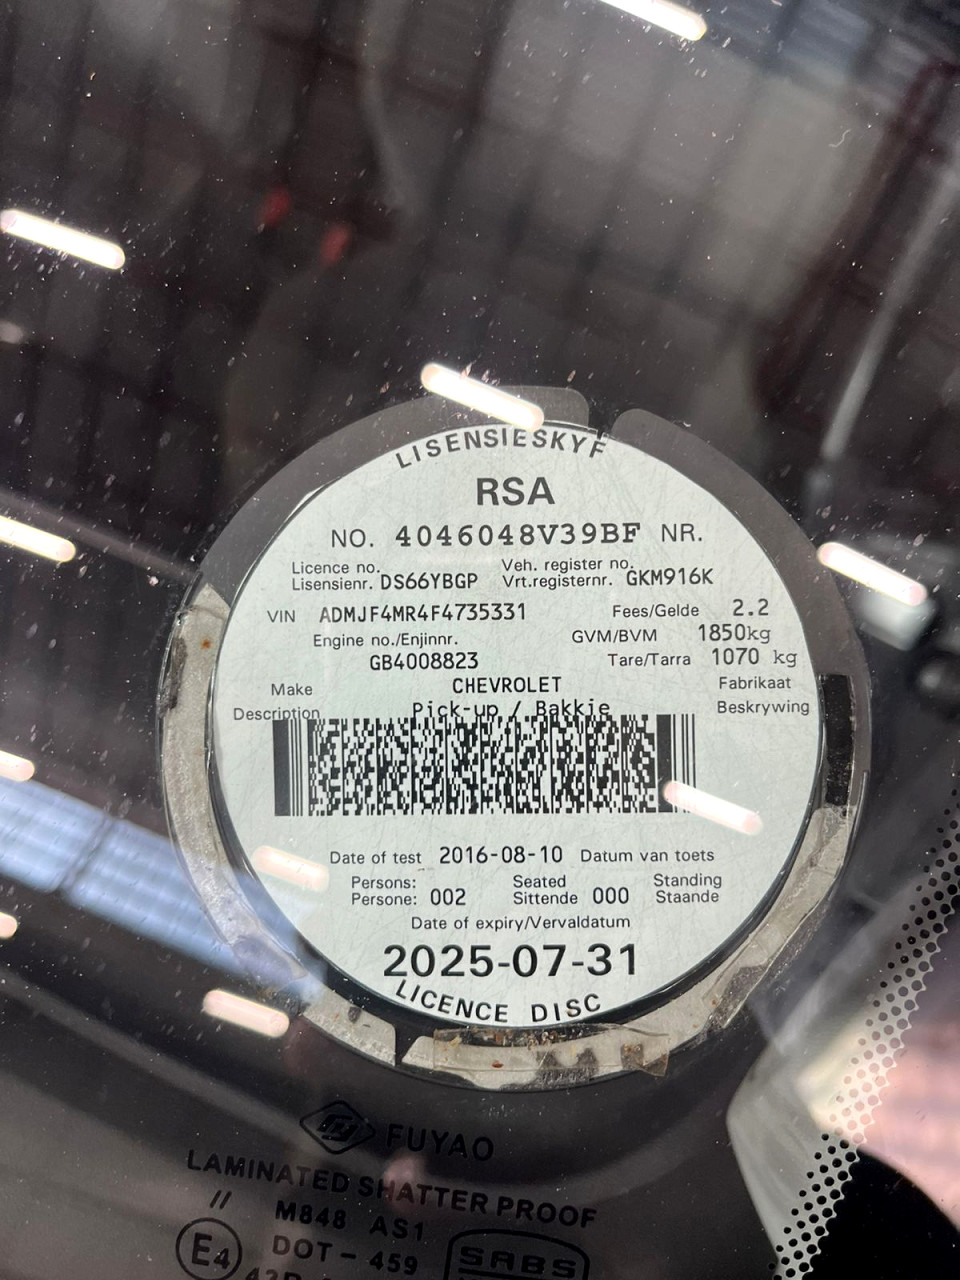 LISENSIESKYF
RSA
NO. 4046048V39BF NR.
Licence no. Veh. register no.
Lisensienr. DS66YBGP Vrt.registernr. GKM916K
VIN ADMJF4MR4F4735331 Fees/Gelde 2.2
Engine no./Enjinnr. GVM/BVM 1850kg
GB4008823 Tare/Tarra 1070 kg
Make CHEVROLET Fabrikaat
Description Pick-up / Bakkie Beskrywing
Date of test 2016-08-10 Datum van toets
Persons: Seated Standing
Persone: 002 Sittende 000 Staande
Date of expiry/Vervaldatum
2025-07-31
LICENCE DISC
FUYAO
LAMINATED SHATTER PROOF
// M848 AS1
E4 DOT-459 SABS